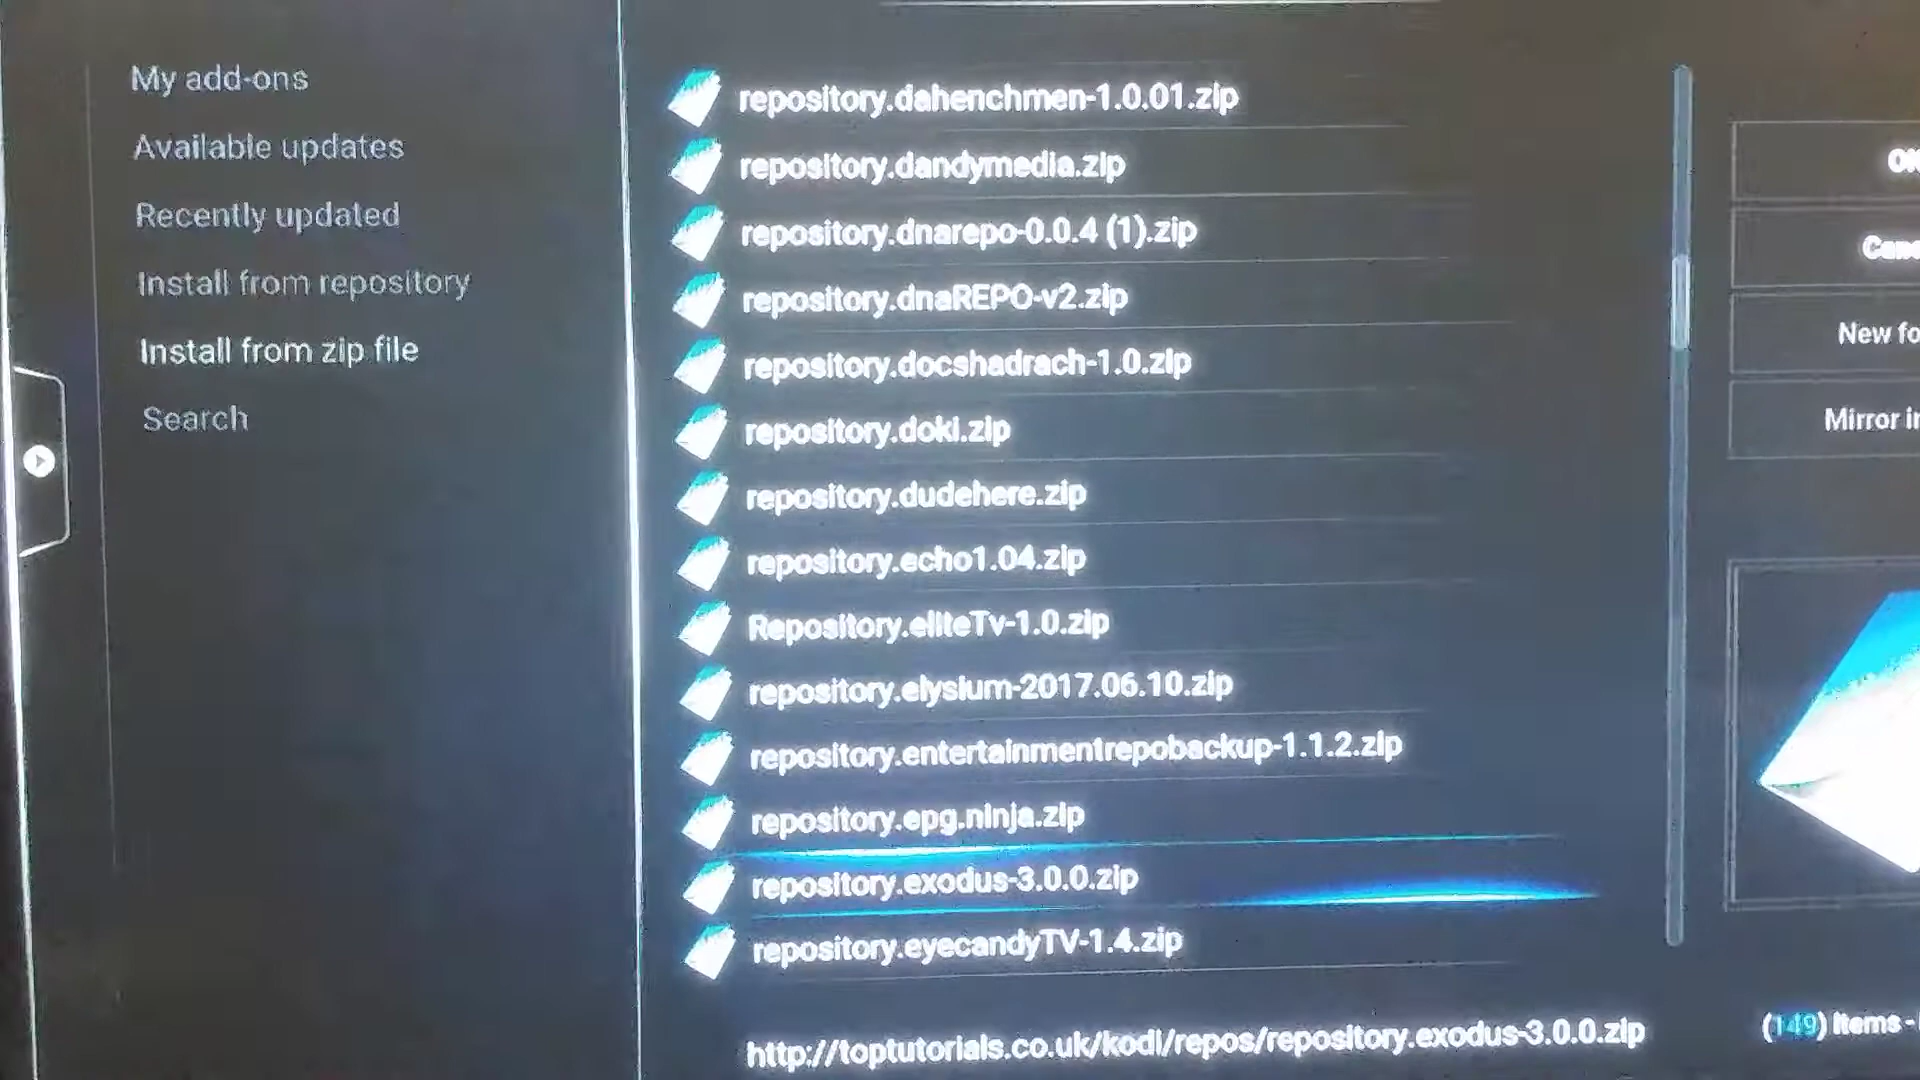 My add-ons
Available updates
Recently updated
Install from repository
Install from zip file
Search
repository.dahenchmen-1.0.01.zip
repository.dandymedia.zip
repository.dnarepo-0.0.4 (1).zip
repository.dnaREPO-v2.zip
repository.docshadrach-1.0.zip
repository.doki.zip
repository.dudehere.zip
repository.echo1.04.zip
Repository.eliteTv-1.0.zip
repository.elysium-2017.06.10.zip
repository.entertainmentrepobackup-1.1.2.zip
repository.epg.ninja.zip
repository.exodus-3.0.0.zip
repository.eyecandyTV-1.4.zip
http://toptutorials.co.uk/kodi/repos/repository.exodus-3.0.0.zip
New fo
Mirror i
(149) Items -